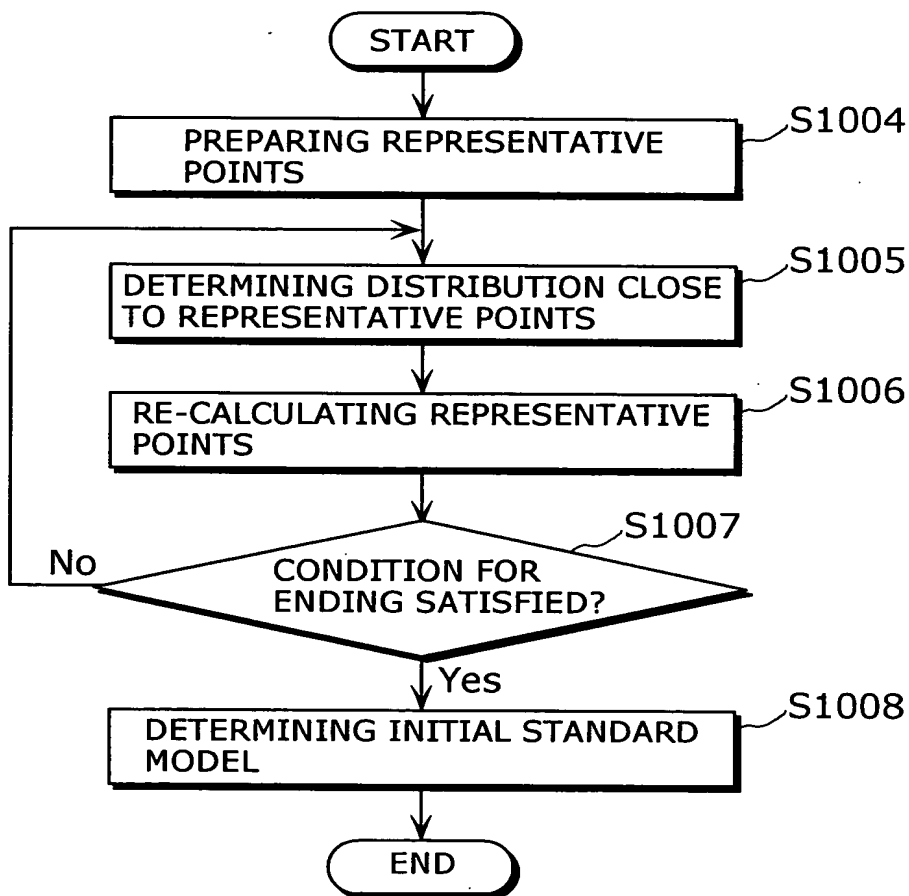 START
S1004
PREPARING REPRESENTATIVE
POINTS
S1005
DETERMINING DISTRIBUTION CLOSE
TO REPRESENTATIVE POINTS
S1006
RE-CALCULATING REPRESENTATIVE
POINTS
S1007
No
CONDITION FOR
ENDING SATISFIED?
Yes
S1008
DETERMINING INITIAL STANDARD
MODEL
END